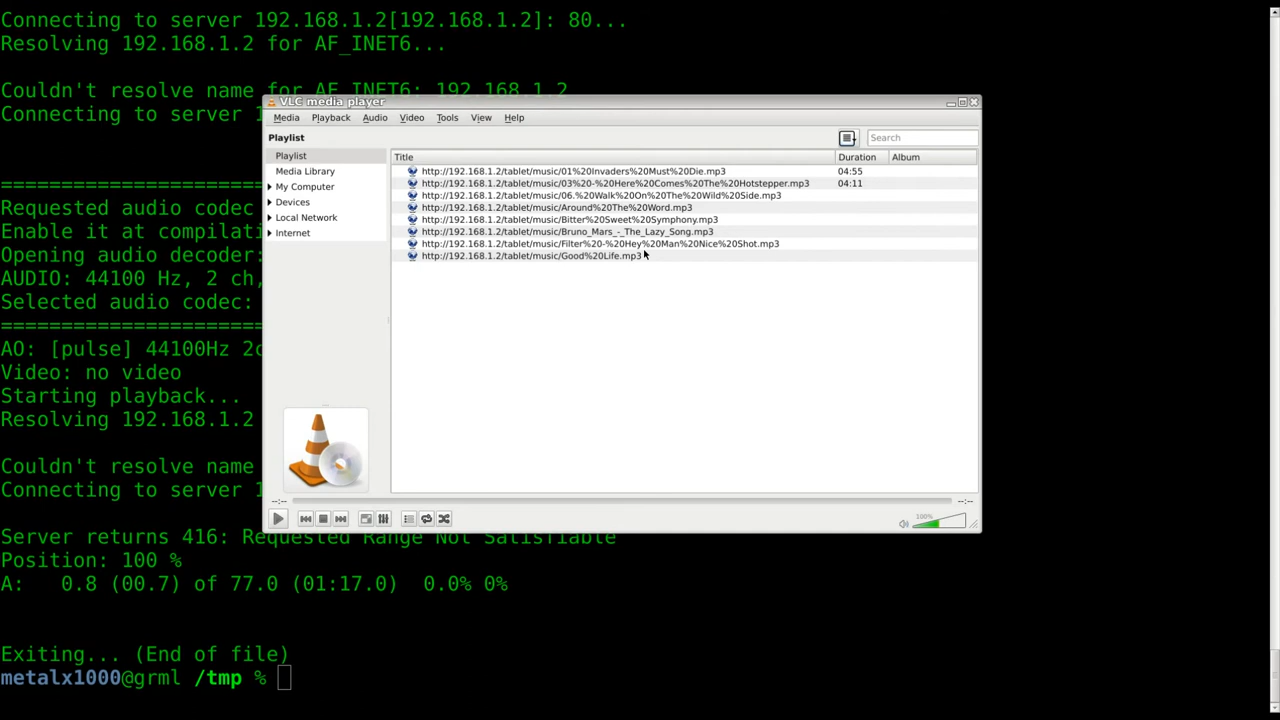 Connecting to server 192.168.1.2[192.168.1.2]: 80...
Resolving 192.168.1.2 for AF_INET6...
Couldn't resolve name for AF_INET6: 192.168.1.2
Connecting to server 1
VLC media player
Media Playback Audio Video Tools View Help
Playlist
Search
Playlist
Media Library
My Computer
Devices
Local Network
Internet
Title Duration Album
http://192.168.1.2/tablet/music/01%20Invaders%20Must%20Die.mp3 04:55
http://192.168.1.2/tablet/music/03%20-%20Here%20Comes%20The%20Hotstepper.mp3 04:11
http://192.168.1.2/tablet/music/06.%20Walk%20On%20The%20Wild%20Side.mp3
http://192.168.1.2/tablet/music/Around%20The%20Word.mp3
http://192.168.1.2/tablet/music/Bitter%20Sweet%20Symphony.mp3
http://192.168.1.2/tablet/music/Bruno_Mars_-_The_Lazy_Song.mp3
http://192.168.1.2/tablet/music/Filter%20-%20Hey%20Man%20Nice%20Shot.mp3
http://192.168.1.2/tablet/music/Good%20Life.mp3
--:-- --:--
100%
==========
Requested audio codec
Enable it at compilati
Opening audio decoder:
AUDIO: 44100 Hz, 2 ch,
Selected audio codec:
==========
AO: [pulse] 44100Hz 2c
Video: no video
Starting playback...
Resolving 192.168.1.2
Couldn't resolve name
Connecting to server 1
Server returns 416: Requested Range Not Satisfiable
Position: 100 %
A: 0.8 (00.7) of 77.0 (01:17.0) 0.0% 0%
Exiting... (End of file)
metalx1000@grml /tmp %